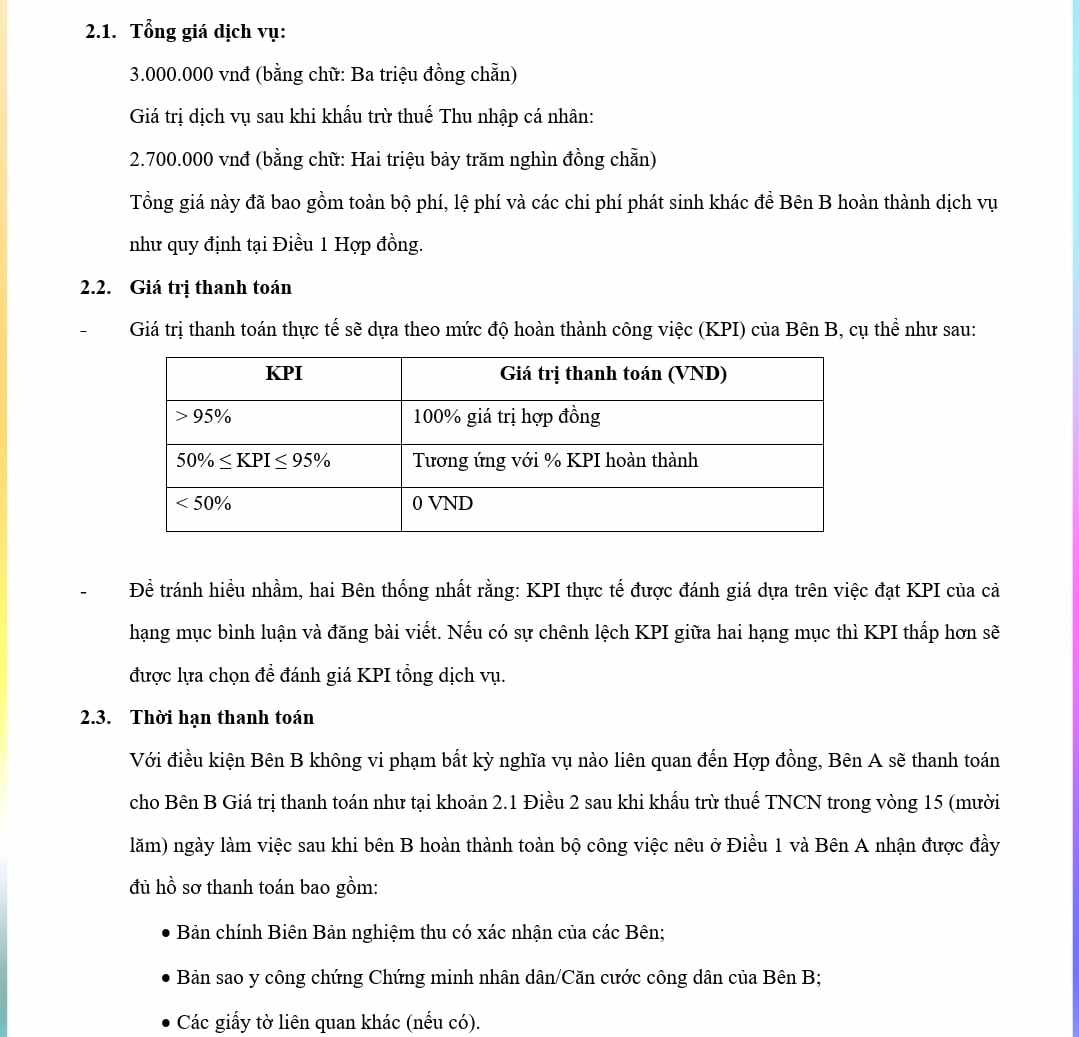 2.1. Tổng giá dịch vụ:
3.000.000 vnđ (bằng chữ: Ba triệu đồng chẵn)
Giá trị dịch vụ sau khi khấu trừ thuế Thu nhập cá nhân:
2.700.000 vnđ (bằng chữ: Hai triệu bảy trăm nghìn đồng chẵn)
Tổng giá này đã bao gồm toàn bộ phí, lệ phí và các chi phí phát sinh khác để Bên B hoàn thành dịch vụ
như quy định tại Điều 1 Hợp đồng.
2.2. Giá trị thanh toán
- Giá trị thanh toán thực tế sẽ dựa theo mức độ hoàn thành công việc (KPI) của Bên B, cụ thể như sau:
KPI Giá trị thanh toán (VND)
> 95% 100% giá trị hợp đồng
50% ≤ KPI ≤ 95% Tương ứng với % KPI hoàn thành
< 50% 0 VND
- Để tránh hiểu nhầm, hai Bên thống nhất rằng: KPI thực tế được đánh giá dựa trên việc đạt KPI của cả
hạng mục bình luận và đăng bài viết. Nếu có sự chênh lệch KPI giữa hai hạng mục thì KPI thấp hơn sẽ
được lựa chọn để đánh giá KPI tổng dịch vụ.
2.3. Thời hạn thanh toán
Với điều kiện Bên B không vi phạm bất kỳ nghĩa vụ nào liên quan đến Hợp đồng, Bên A sẽ thanh toán
cho Bên B Giá trị thanh toán như tại khoản 2.1 Điều 2 sau khi khấu trừ thuế TNCN trong vòng 15 (mười
lăm) ngày làm việc sau khi bên B hoàn thành toàn bộ công việc nêu ở Điều 1 và Bên A nhận được đầy
đủ hồ sơ thanh toán bao gồm:
• Bản chính Biên Bản nghiệm thu có xác nhận của các Bên;
• Bản sao y công chứng Chứng minh nhân dân/Căn cước công dân của Bên B;
• Các giấy tờ liên quan khác (nếu có).